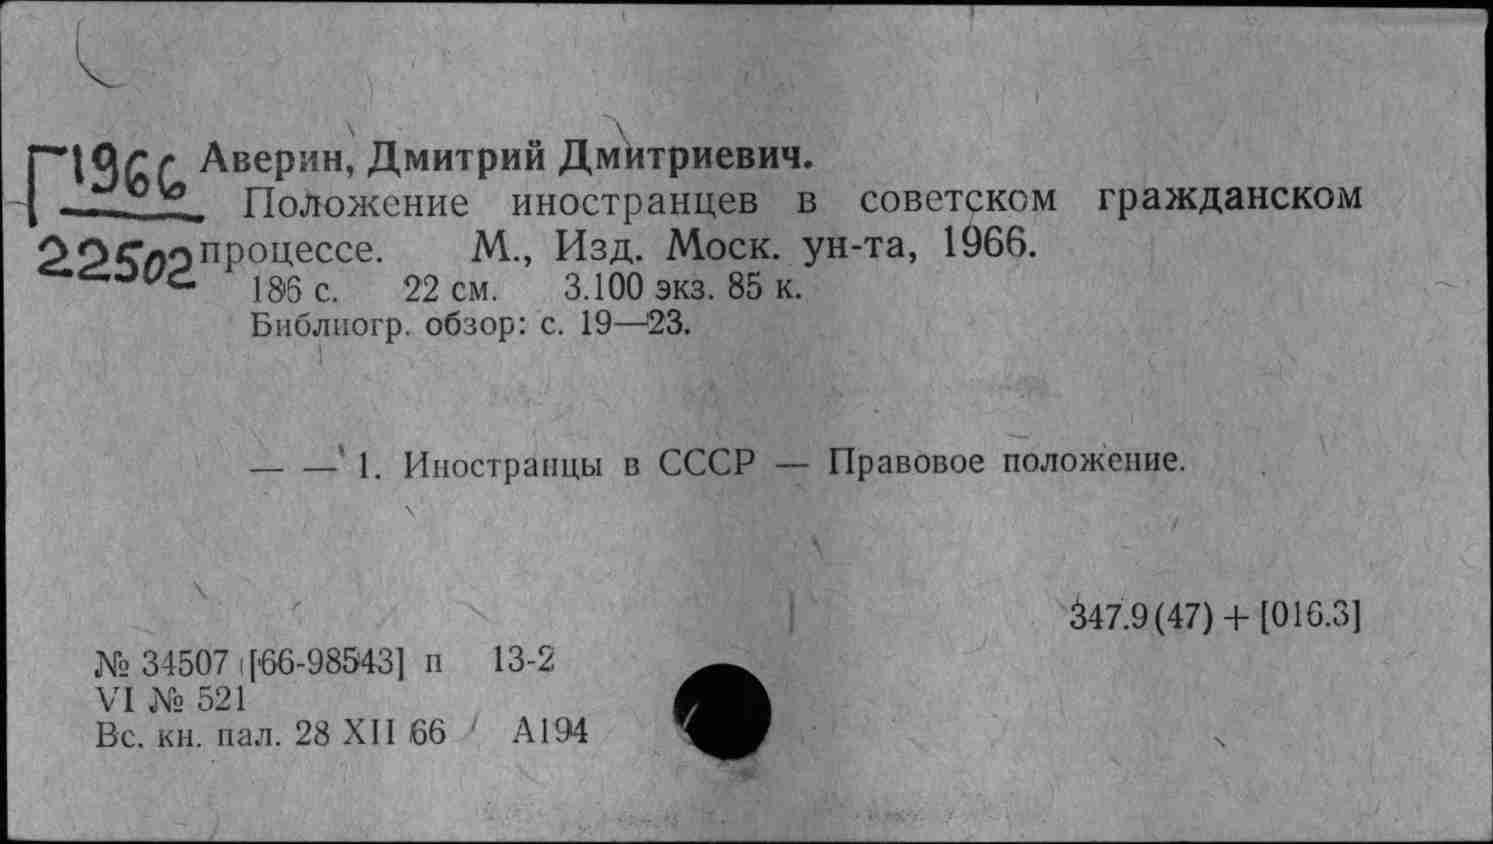 Г1966
22502
Аверин, Дмитрий Дмитриевич.
Положение иностранцев в советском гражданском
процессе. М., Изд. Моск. ун-та, 1966.
186 с. 22 см. 3.100 экз. 85 к.
Библиогр. обзор: с. 19—23.
— — 1. Иностранцы в СССР — Правовое положение.
347.9(47) + [016.3]
№ 34507 [66-98543] п 13-2
VI № 521
Вс. кн. пал. 28 XII 66 А194